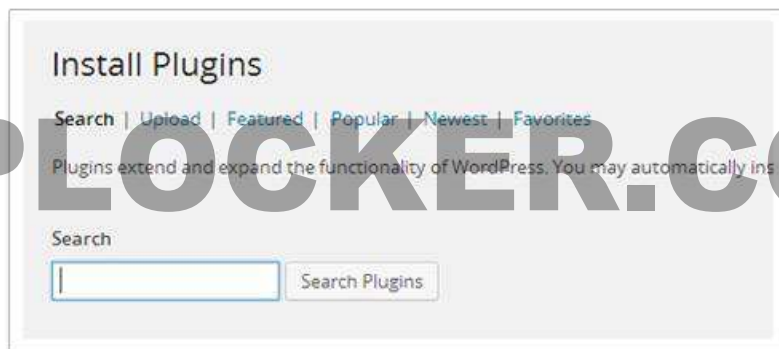 Install Plugins
Search | Upload | Featured | Popular | Newest | Favorites
PLOCKER.CO
Plugins extend and expand the functionality of WordPress. You may automatically ins
Search
Search Plugins